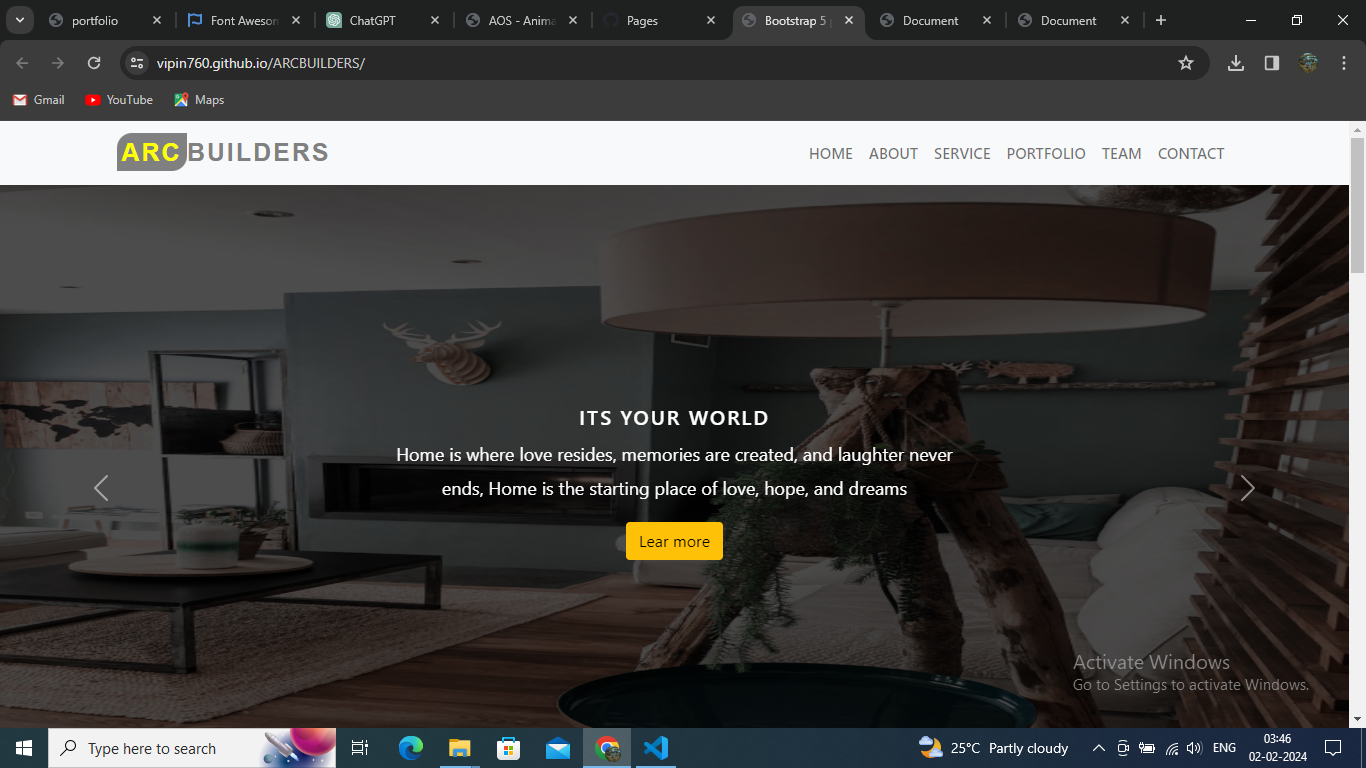 portfolio
Font Aweson
ChatGPT
AOS - Anima
Pages
Bootstrap 5 p
Document
Document
vipin760.github.io/ARCBUILDERS/
Gmail YouTube Maps
ARCBUILDERS
HOME ABOUT SERVICE PORTFOLIO TEAM CONTACT
ITS YOUR WORLD
Home is where love resides, memories are created, and laughter never
ends, Home is the starting place of love, hope, and dreams
Lear more
Activate Windows
Go to Settings to activate Windows.
Type here to search
25°C Partly cloudy
ENG
03:46
02-02-2024